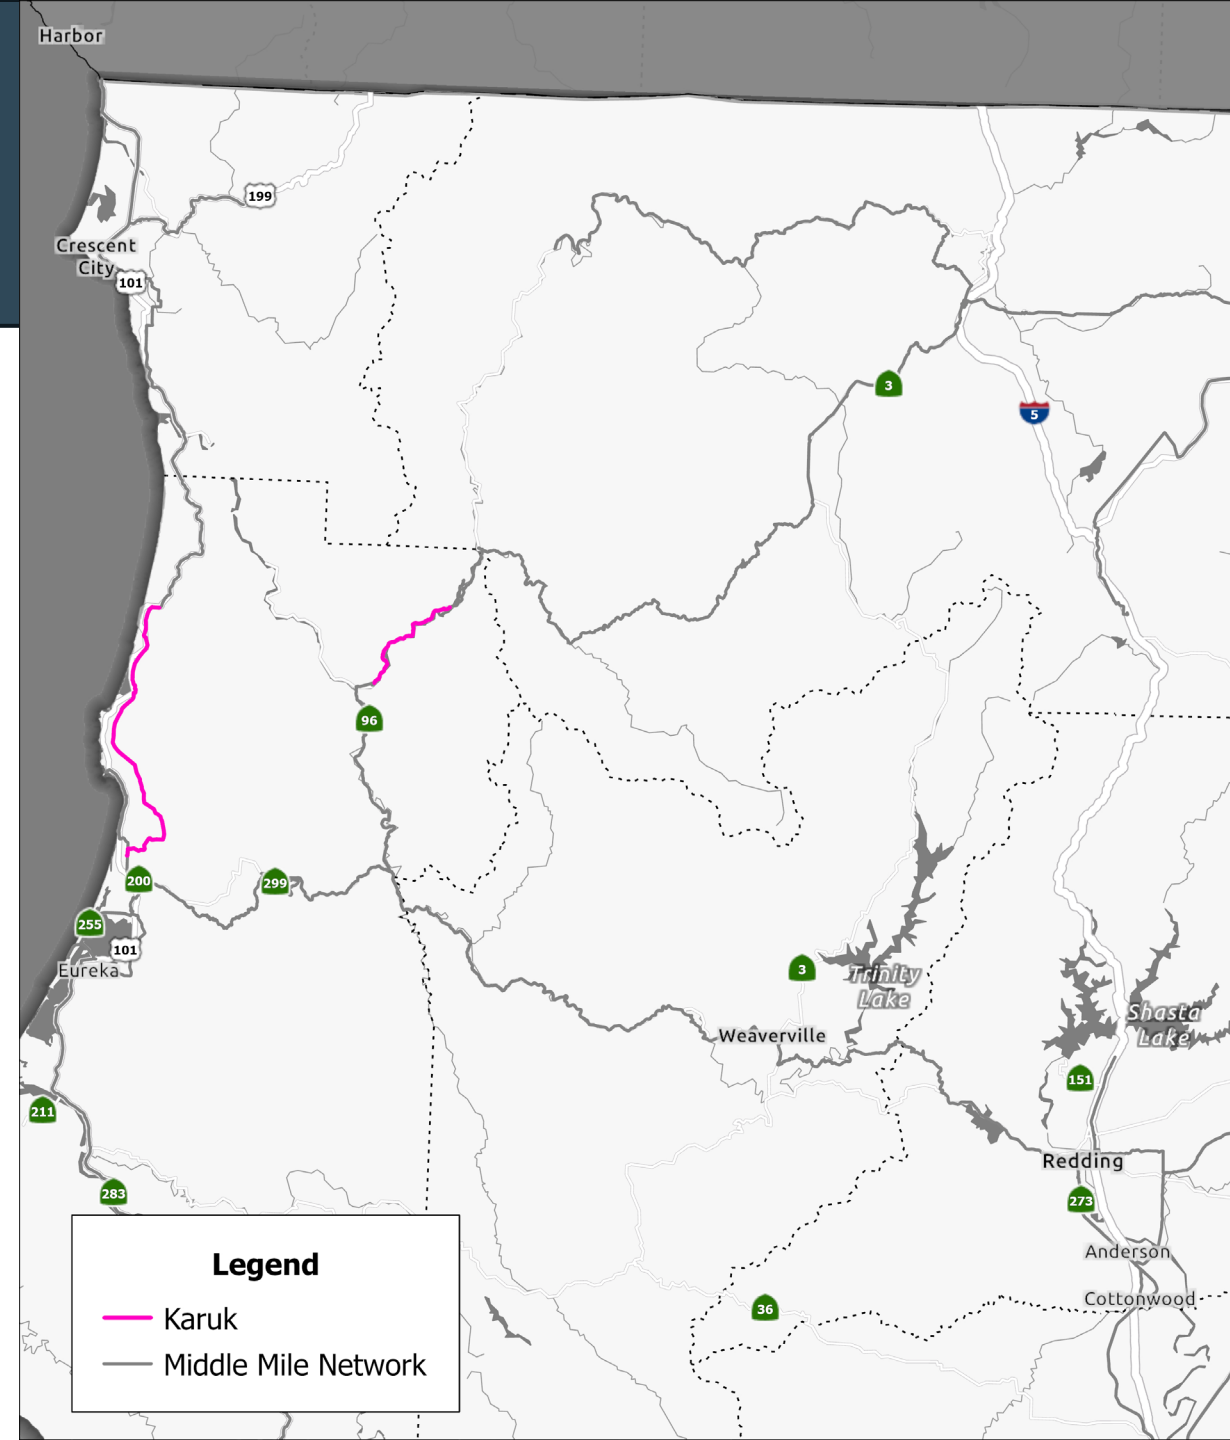 Harbor
199
Crescent
City
101
3
5
96
200
299
255
101
Eureka
3
Trinity
Lake
Weaverville
Shasta
Lake
151
211
Redding
283
273
Anderson
Cottonwood
36
Legend
Karuk
Middle Mile Network